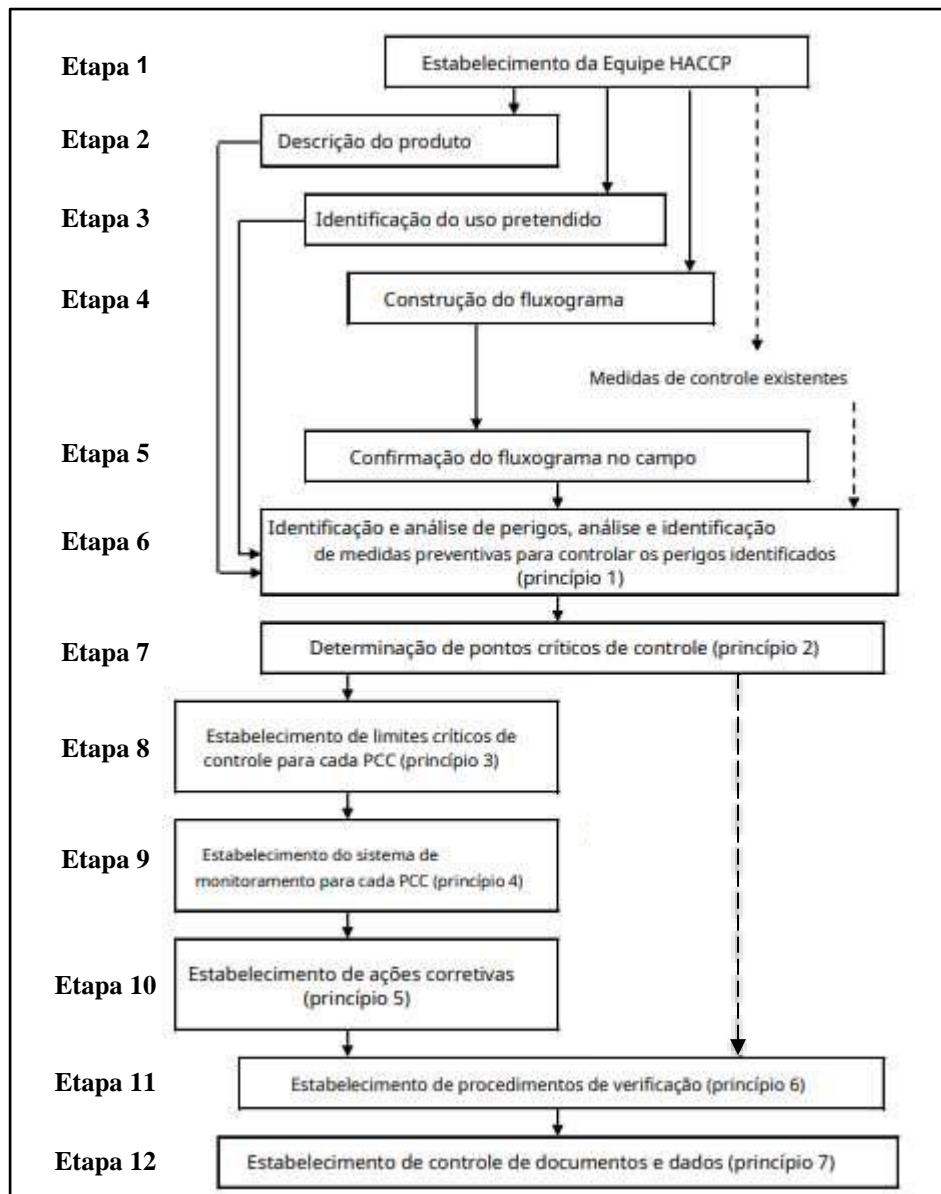 Etapa 1
Estabelecimento da Equipe HACCP
Etapa 2
Descrição do produto
Etapa 3
Identificação do uso pretendido
Etapa 4
Construção do fluxograma
Medidas de controle existentes
Etapa 5
Confirmação do fluxograma no campo
Etapa 6
Identificação e análise de perigos, análise e identificação
de medidas preventivas para controlar os perigos identificados
(princípio 1)
Etapa 7
Determinação de pontos críticos de controle (princípio 2)
Etapa 8
Estabelecimento de limites críticos de
controle para cada PCC (princípio 3)
Etapa 9
Estabelecimento do sistema de
monitoramento para cada PCC (princípio 4)
Etapa 10
Estabelecimento de ações corretivas
(princípio 5)
Etapa 11
Estabelecimento de procedimentos de verificação (princípio 6)
Etapa 12
Estabelecimento de controle de documentos e dados (princípio 7)